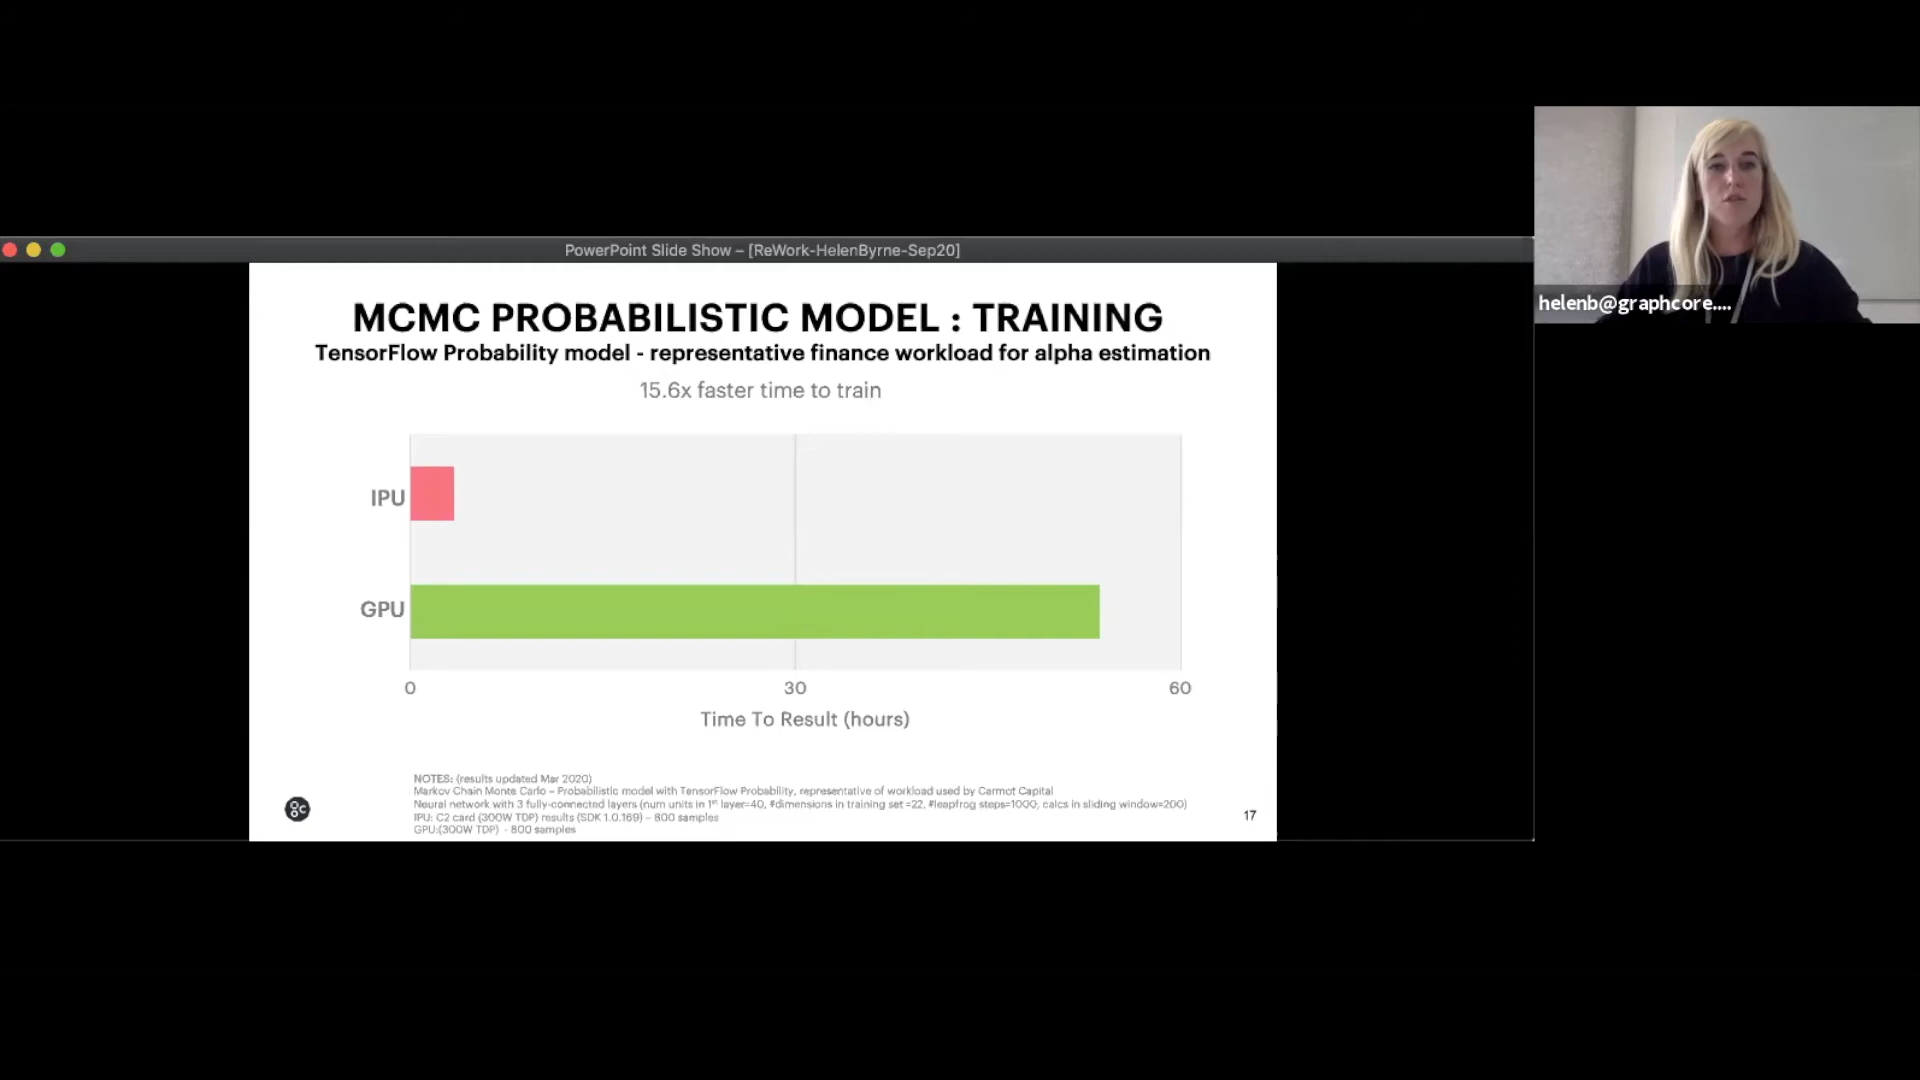 PowerPoint Slide Show – [ReWork-HelenByrne-Sep20]
helenb@graphcore....
MCMC PROBABILISTIC MODEL : TRAINING
TensorFlow Probability model - representative finance workload for alpha estimation
15.6x faster time to train
IPU
GPU
0 30 60
Time To Result (hours)
NOTES: (results updated Mar 2020)
Markov Chain Monte Carlo – Probabilistic model with TensorFlow Probability, representative of workload used by Carmot Capital
Neural network with 3 fully-connected layers (num units in 1st layer=40, #dimensions in training set =22, #leapfrog steps=1000, calcs in sliding window=200)
IPU: C2 card (300W TDP) results (SDK 1.0.169) – 800 samples
GPU:(300W TDP) - 800 samples
17